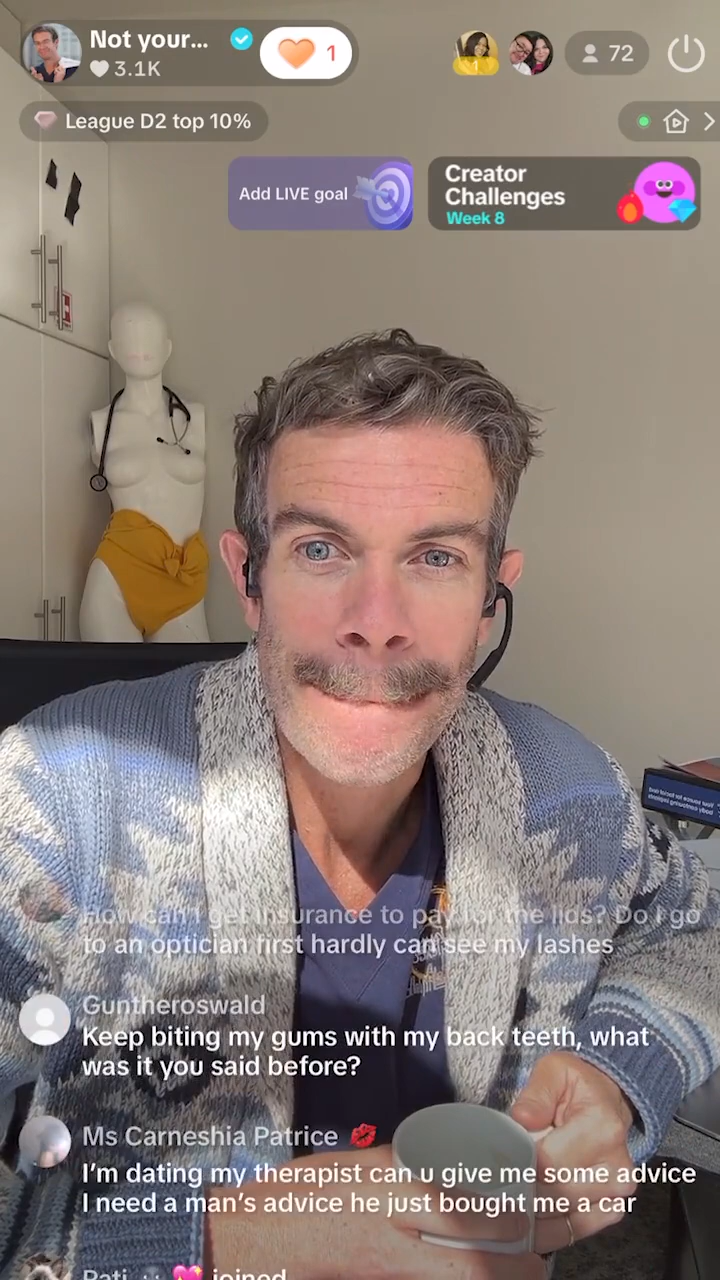 Not your...
3.1K
1
1
72
League D2 top 10%
Add LIVE goal
Creator
Challenges
Week 8
How can I get insurance to pay for the lids? Do I go
to an optician first hardly can see my lashes
Guntheroswald
Keep biting my gums with my back teeth, what
was it you said before?
Ms Carneshia Patrice 💋
I'm dating my therapist can u give me some advice
I need a man's advice he just bought me a car
joined